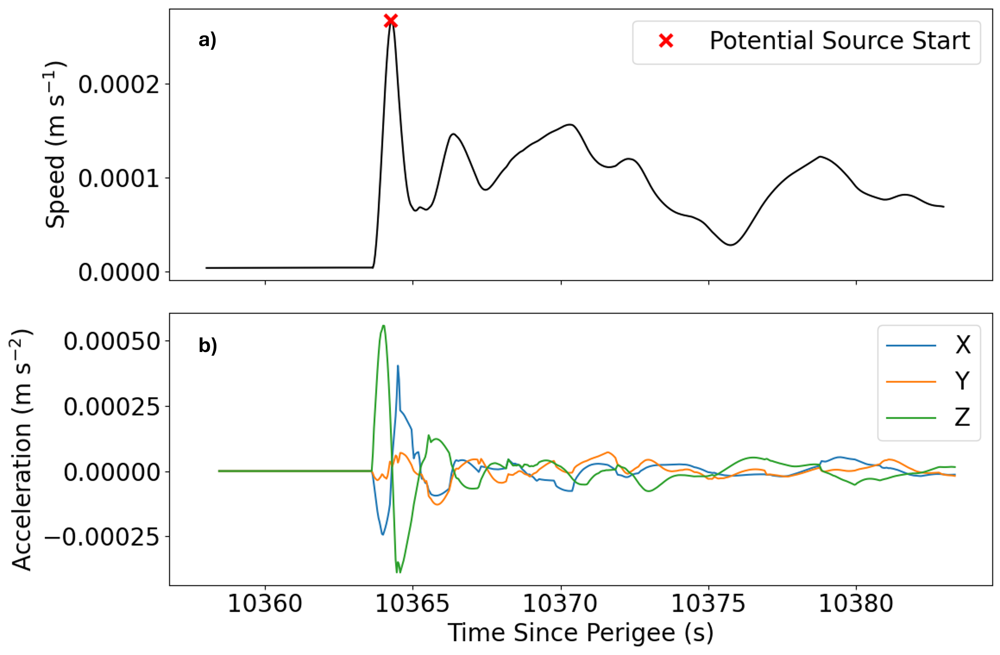 a)
Potential Source Start
Speed (m s⁻¹)
0.0002
0.0001
0.0000
b)
X
Y
Z
Acceleration (m s⁻²)
0.00050
0.00025
0.00000
−0.00025
10360 10365 10370 10375 10380
Time Since Perigee (s)